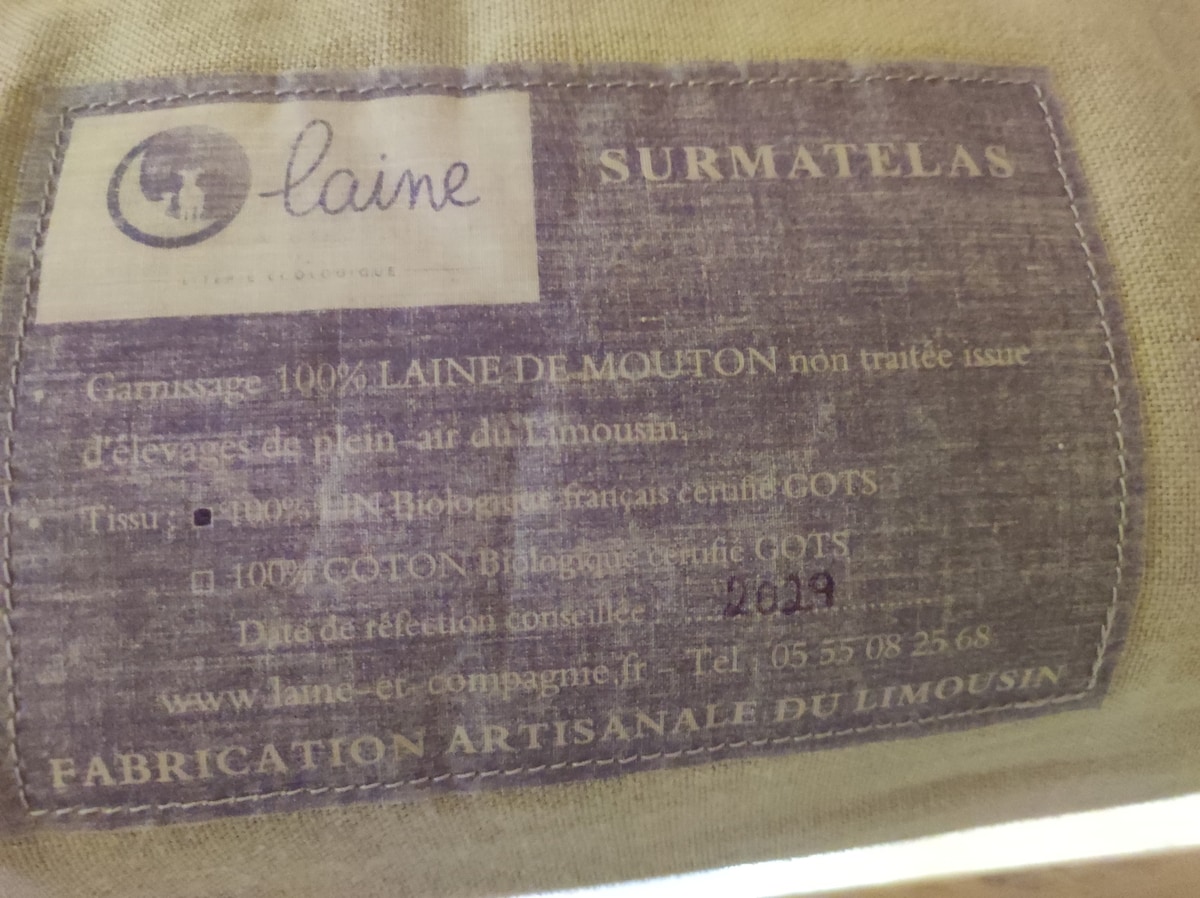 laine
SURMATELAS
LITERIE ECOLOGIQUE
• Garnissage 100% LAINE DE MOUTON non traitée issue
d'élevages de plein-air du Limousin.
• Tissu : ■ 100% LIN Biologique français certifié GOTS
□ 100% COTON Biologique certifié GOTS
Date de réfection conseillée : 2029
www.laine-et-compagnie.fr - Tel : 05 55 08 25 68
FABRICATION ARTISANALE DU LIMOUSIN